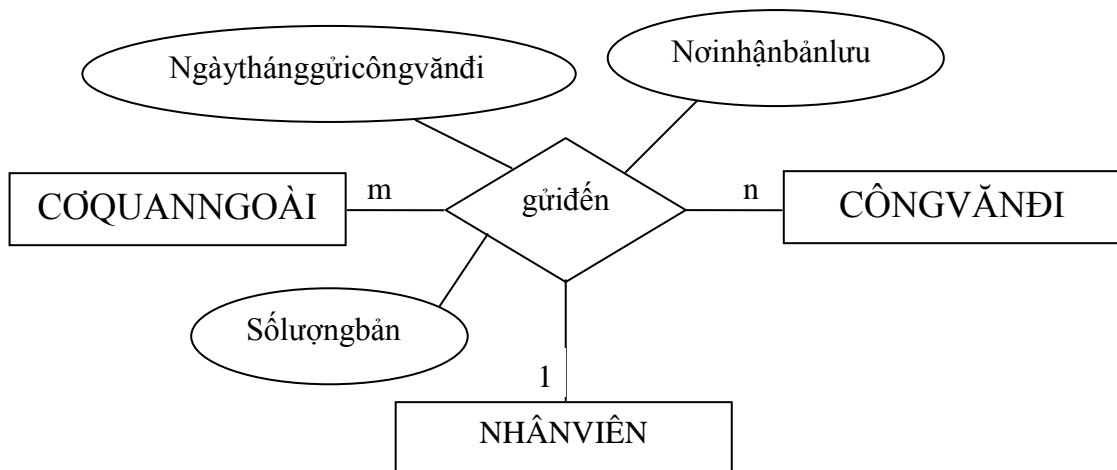 Ngàythánggửicôngvănđi
Nơinhậnbảnlưu
CƠQUANNGOÀI
m
gửiđến
n
CÔNGVĂNĐI
Sốlượngbản
1
NHÂNVIÊN